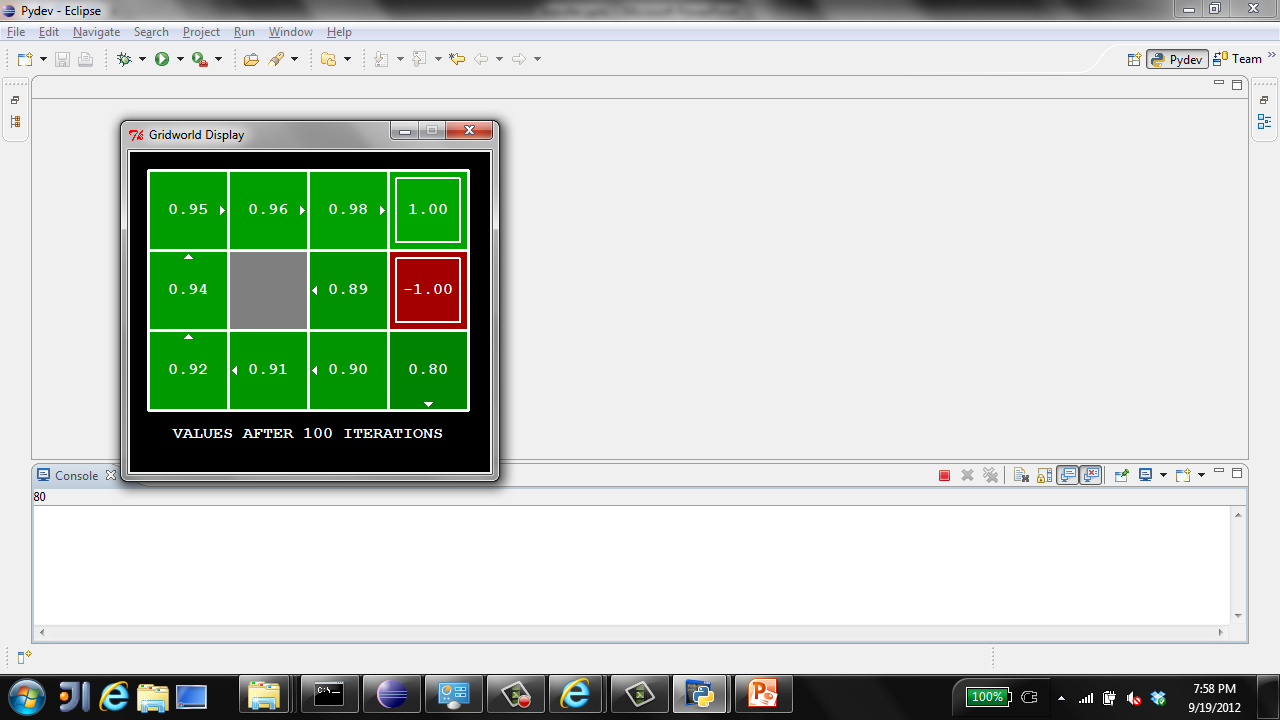 Pydev - Eclipse
File Edit Navigate Search Project Run Window Help
Pydev Team
Gridworld Display
0.95 0.96 0.98 1.00
0.94 0.89 -1.00
0.92 0.91 0.90 0.80
VALUES AFTER 100 ITERATIONS
Console
80
100% 7:58 PM
9/19/2012